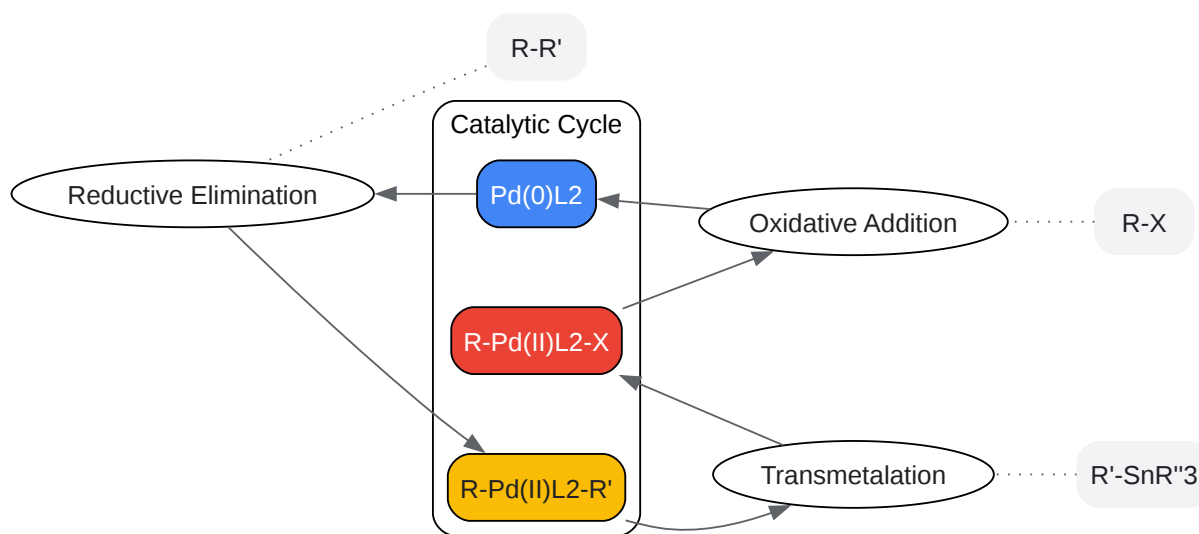 R-R'
Catalytic Cycle
Reductive Elimination
Pd(0)L2
Oxidative Addition
R-X
R-Pd(II)L2-X
R-Pd(II)L2-R'
Transmetalation
R'-SnR"3